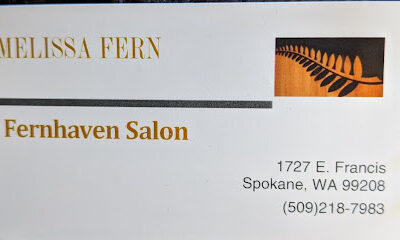 MELISSA FERN
Fernhaven Salon
1727 E. Francis
Spokane, WA 99208
(509)218-7983